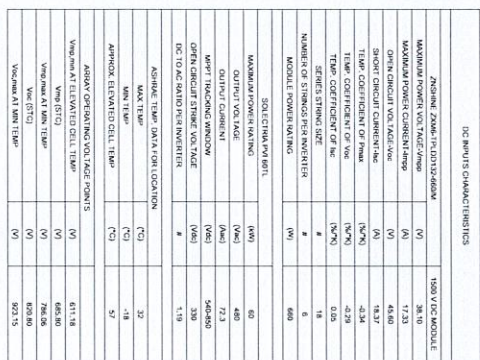 DC INPUTS CHARACTERISTICS
ZNSHINE ZXM6-TPLDD132-660/M 1500 V DC MODULE
MAXIMUM POWER VOLTAGE-Vmpp (V) 38.10
MAXIMUM POWER CURRENT-Impp (A) 17.33
OPEN CIRCUIT VOLTAGE-Voc (V) 45.60
SHORT CIRCUIT CURRENT-Isc (A) 18.37
TEMP. COEFFICIENT OF Pmax (%/°K) -0.34
TEMP. COEFFICIENT OF Voc (%/°K) -0.29
TEMP. COEFFICIENT OF Isc (%/°K) 0.05
SERIES STRING SIZE # 18
NUMBER OF STRINGS PER INVERTER # 6
MODULE POWER RATING (W) 660
SOLECTRIA PVI 60TL
MAXIMUM POWER RATING (kW) 60
OUTPUT VOLTAGE (Vac) 480
OUTPUT CURRENT (Aac) 72.3
MPPT TRACKING WINDOW (Vdc) 540-850
OPEN CIRCUIT STRIKE VOLTAGE (Vdc) 330
DC TO AC RATIO PER INVERTER # 1.19
ASHRAE TEMP DATA FOR LOCATION
MAX TEMP (°C) 32
MIN TEMP (°C) -18
APPROX ELEVATED CELL TEMP (°C) 57
ARRAY OPERATING VOLTAGE POINTS
Vmp,min AT ELEVATED CELL TEMP (V) 611.18
Vmp (STC) (V) 685.80
Vmp,max AT MIN TEMP (V) 786.06
Voc (STC) (V) 820.80
Voc,max AT MIN TEMP (V) 923.15